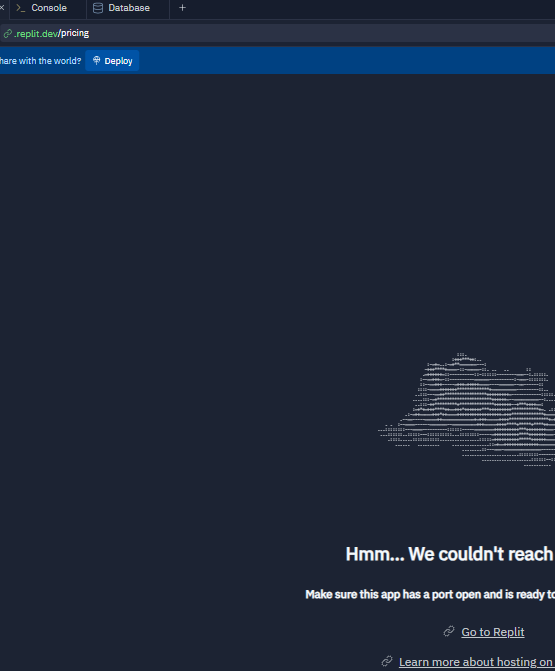 Console
Database
.replit.dev/pricing
hare with the world?
Deploy
Hmm... We couldn't reach
Make sure this app has a port open and is ready to
Go to Replit
Learn more about hosting on